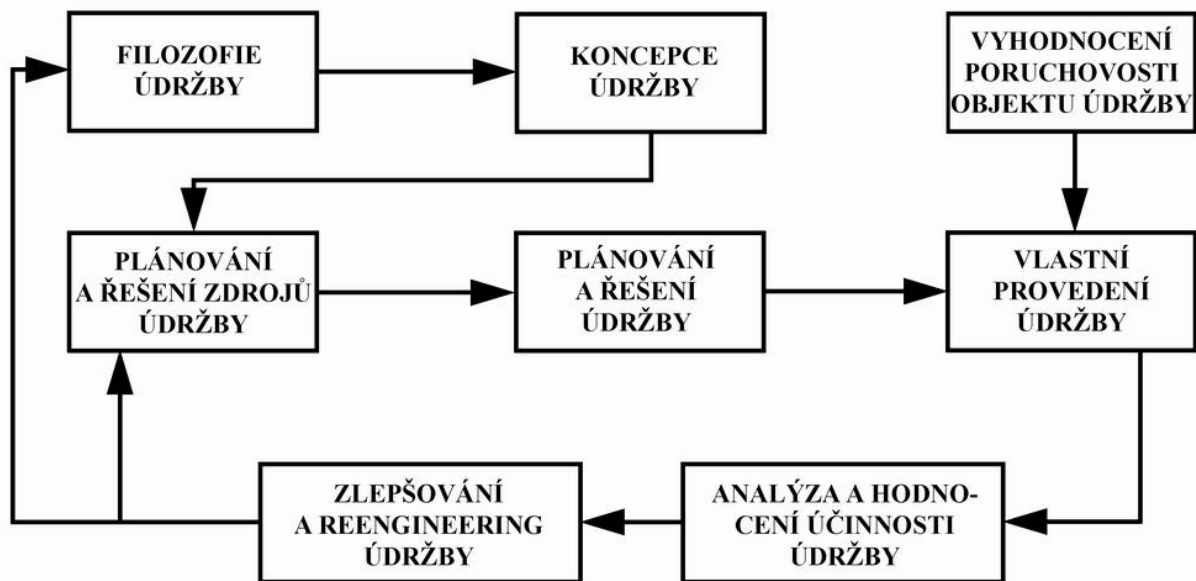 FILOZOFIE
ÚDRŽBY
KONCEPCE
ÚDRŽBY
VYHODNOCENÍ
PORUCHOVOSTI
OBJEKTU ÚDRŽBY
PLÁNOVÁNÍ
A ŘEŠENÍ ZDROJŮ
ÚDRŽBY
PLÁNOVÁNÍ
A ŘEŠENÍ
ÚDRŽBY
VLASTNÍ
PROVEDENÍ
ÚDRŽBY
ZLEPŠOVÁNÍ
A REENGINEERING
ÚDRŽBY
ANALÝZA A HODNO-
CENÍ ÚČINNOSTI
ÚDRŽBY